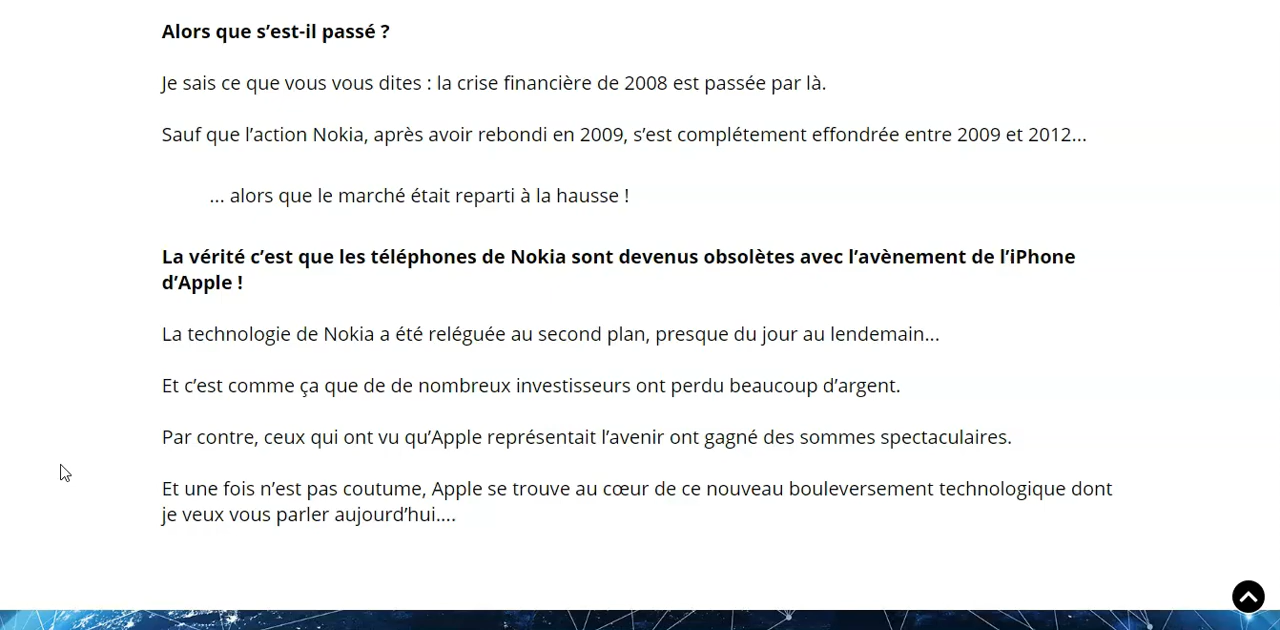 Alors que s’est-il passé ?
Je sais ce que vous vous dites : la crise financière de 2008 est passée par là.
Sauf que l’action Nokia, après avoir rebondi en 2009, s’est complétement effondrée entre 2009 et 2012...
... alors que le marché était reparti à la hausse !
La vérité c’est que les téléphones de Nokia sont devenus obsolètes avec l’avènement de l’iPhone
d’Apple !
La technologie de Nokia a été reléguée au second plan, presque du jour au lendemain...
Et c’est comme ça que de de nombreux investisseurs ont perdu beaucoup d’argent.
Par contre, ceux qui ont vu qu’Apple représentait l’avenir ont gagné des sommes spectaculaires.
Et une fois n’est pas coutume, Apple se trouve au cœur de ce nouveau bouleversement technologique dont
je veux vous parler aujourd’hui....